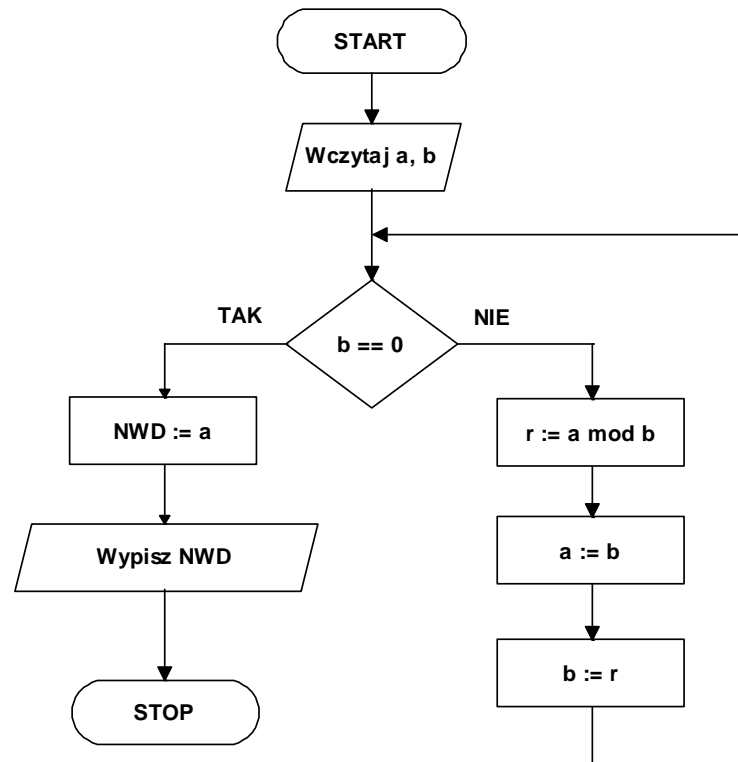 START
Wczytaj a, b
TAK
NIE
b == 0
NWD := a
r := a mod b
Wypisz NWD
a := b
b := r
STOP